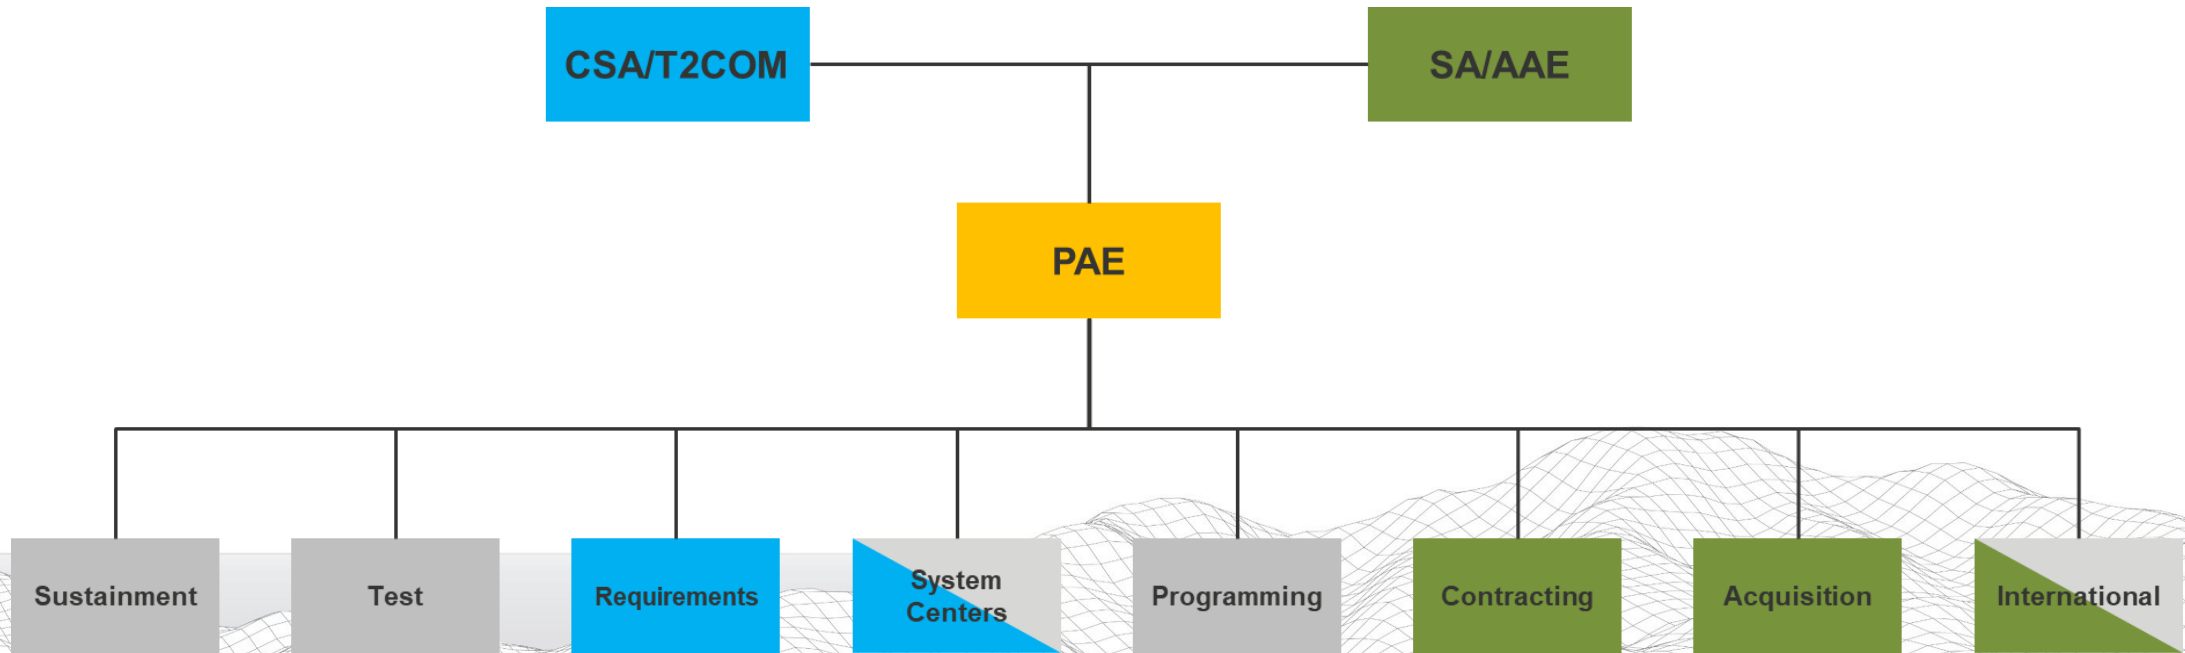 CSA/T2COM
SA/AAE
PAE
Sustainment
Test
Requirements
System
Centers
Programming
Contracting
Acquisition
International